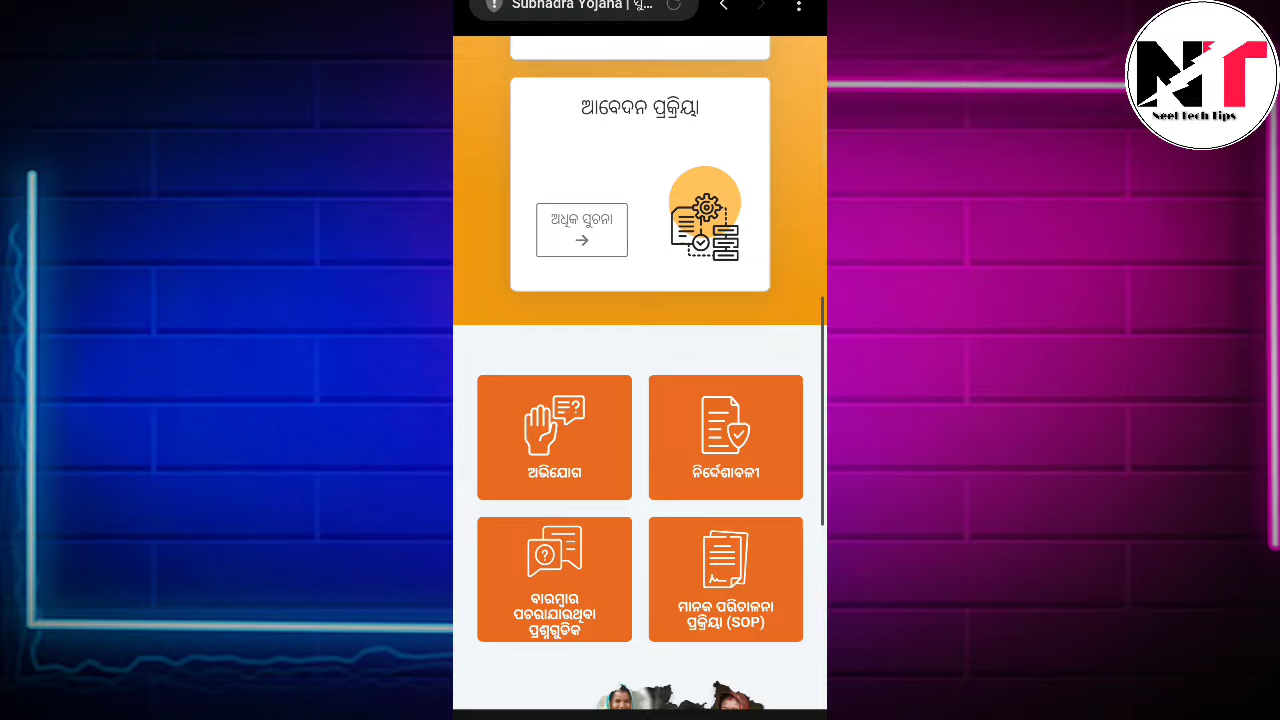 Subhadra Yojana | ସୁ...
NT
Neel Tech Tips
ଆବେଦନ ପ୍ରକ୍ରିୟା
ଅଧିକ ସୁଚନା
ଅଭିଯୋଗ
ନିର୍ଦ୍ଦେଶାବଳୀ
ବାରମ୍ବାର
ପଚରାଯାଉଥିବା
ପ୍ରଶ୍ନଗୁଡିକ
ମାନକ ପରିଚାଳନା
ପ୍ରକ୍ରିୟା (SOP)